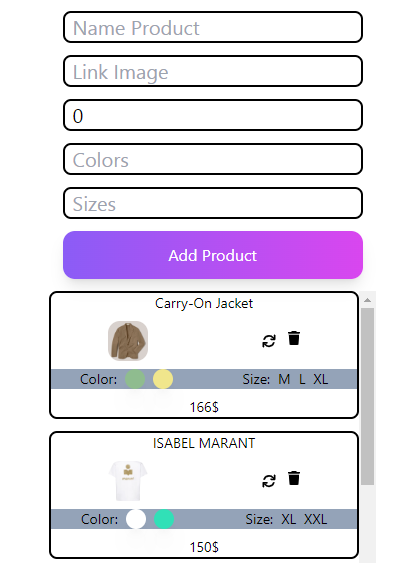 Name Product
Link Image
0
Colors
Sizes
Add Product
Carry-On Jacket
Color: Size: M L XL
166$
ISABEL MARANT
Color: Size: XL XXL
150$